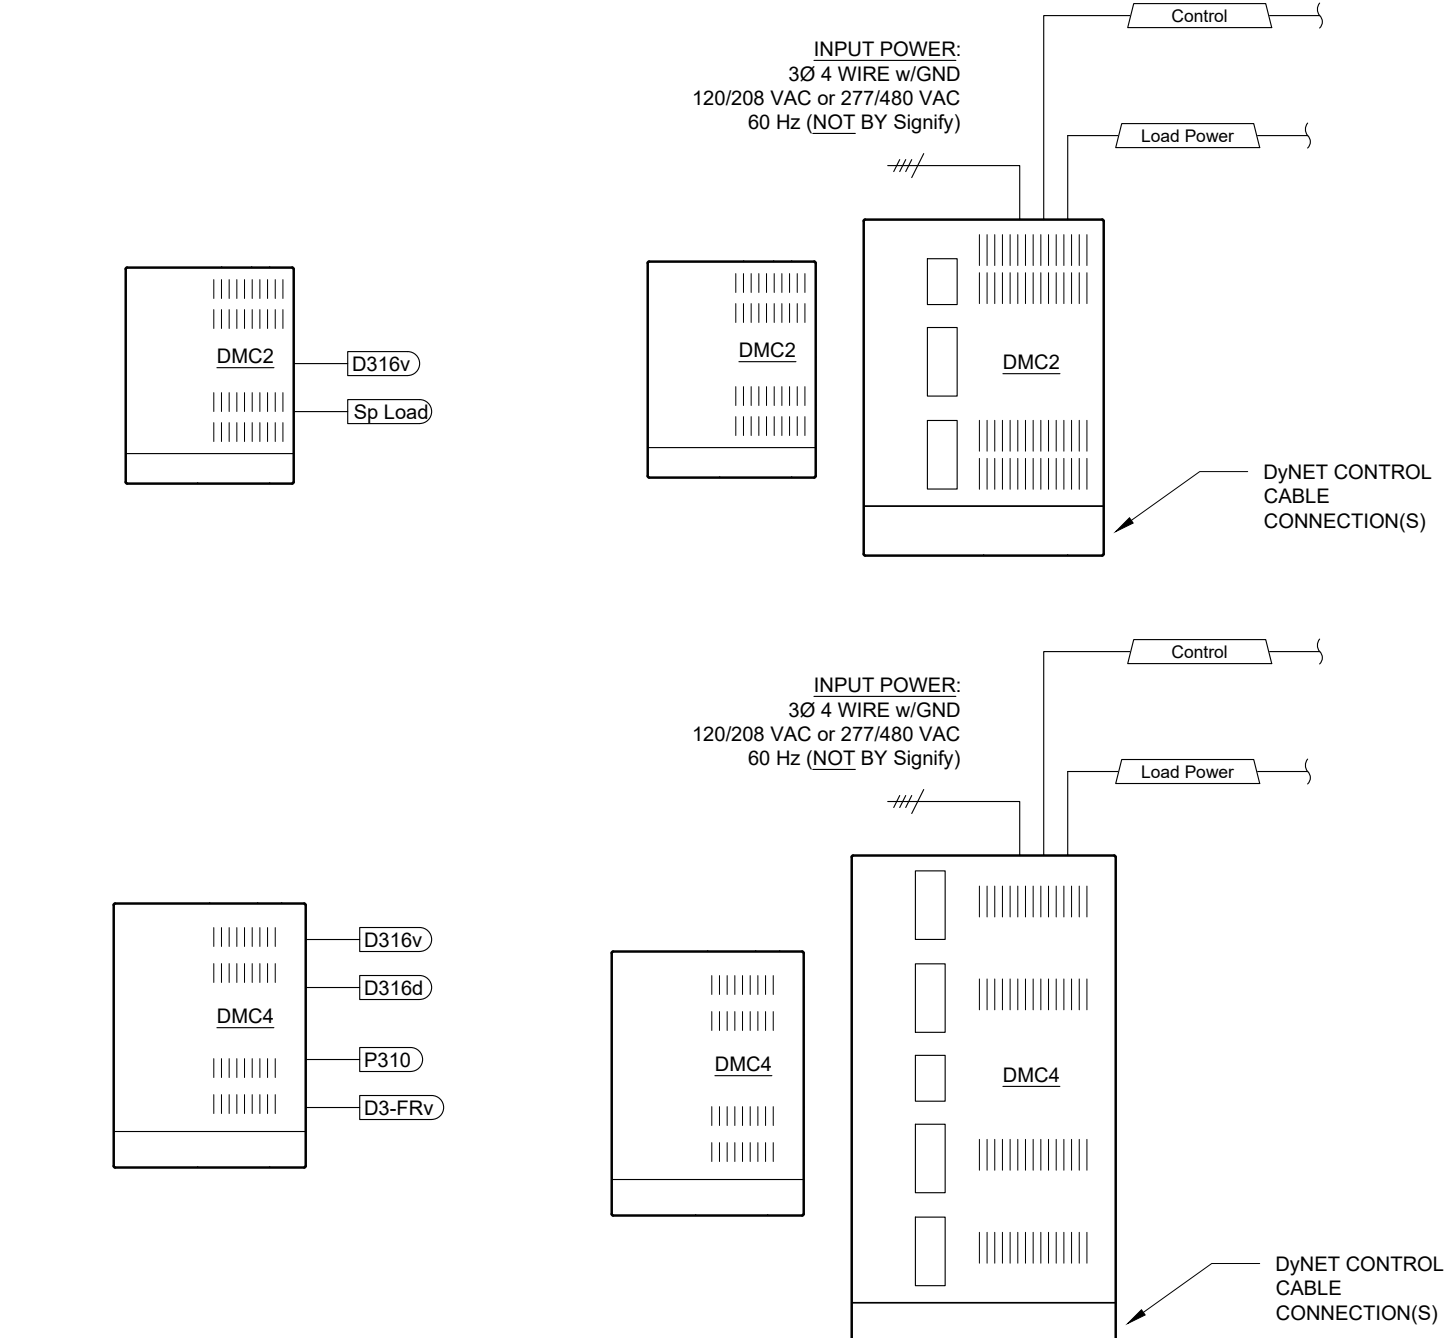 Control
INPUT POWER:
3Ø 4 WIRE w/GND
120/208 VAC or 277/480 VAC
60 Hz (NOT BY Signify)
Load Power
DMC2
D316v
Sp Load
DMC2
DMC2
DyNET CONTROL
CABLE
CONNECTION(S)
Control
INPUT POWER:
3Ø 4 WIRE w/GND
120/208 VAC or 277/480 VAC
60 Hz (NOT BY Signify)
Load Power
DMC4
D316v
D316d
P310
D3-FRv
DMC4
DMC4
DyNET CONTROL
CABLE
CONNECTION(S)